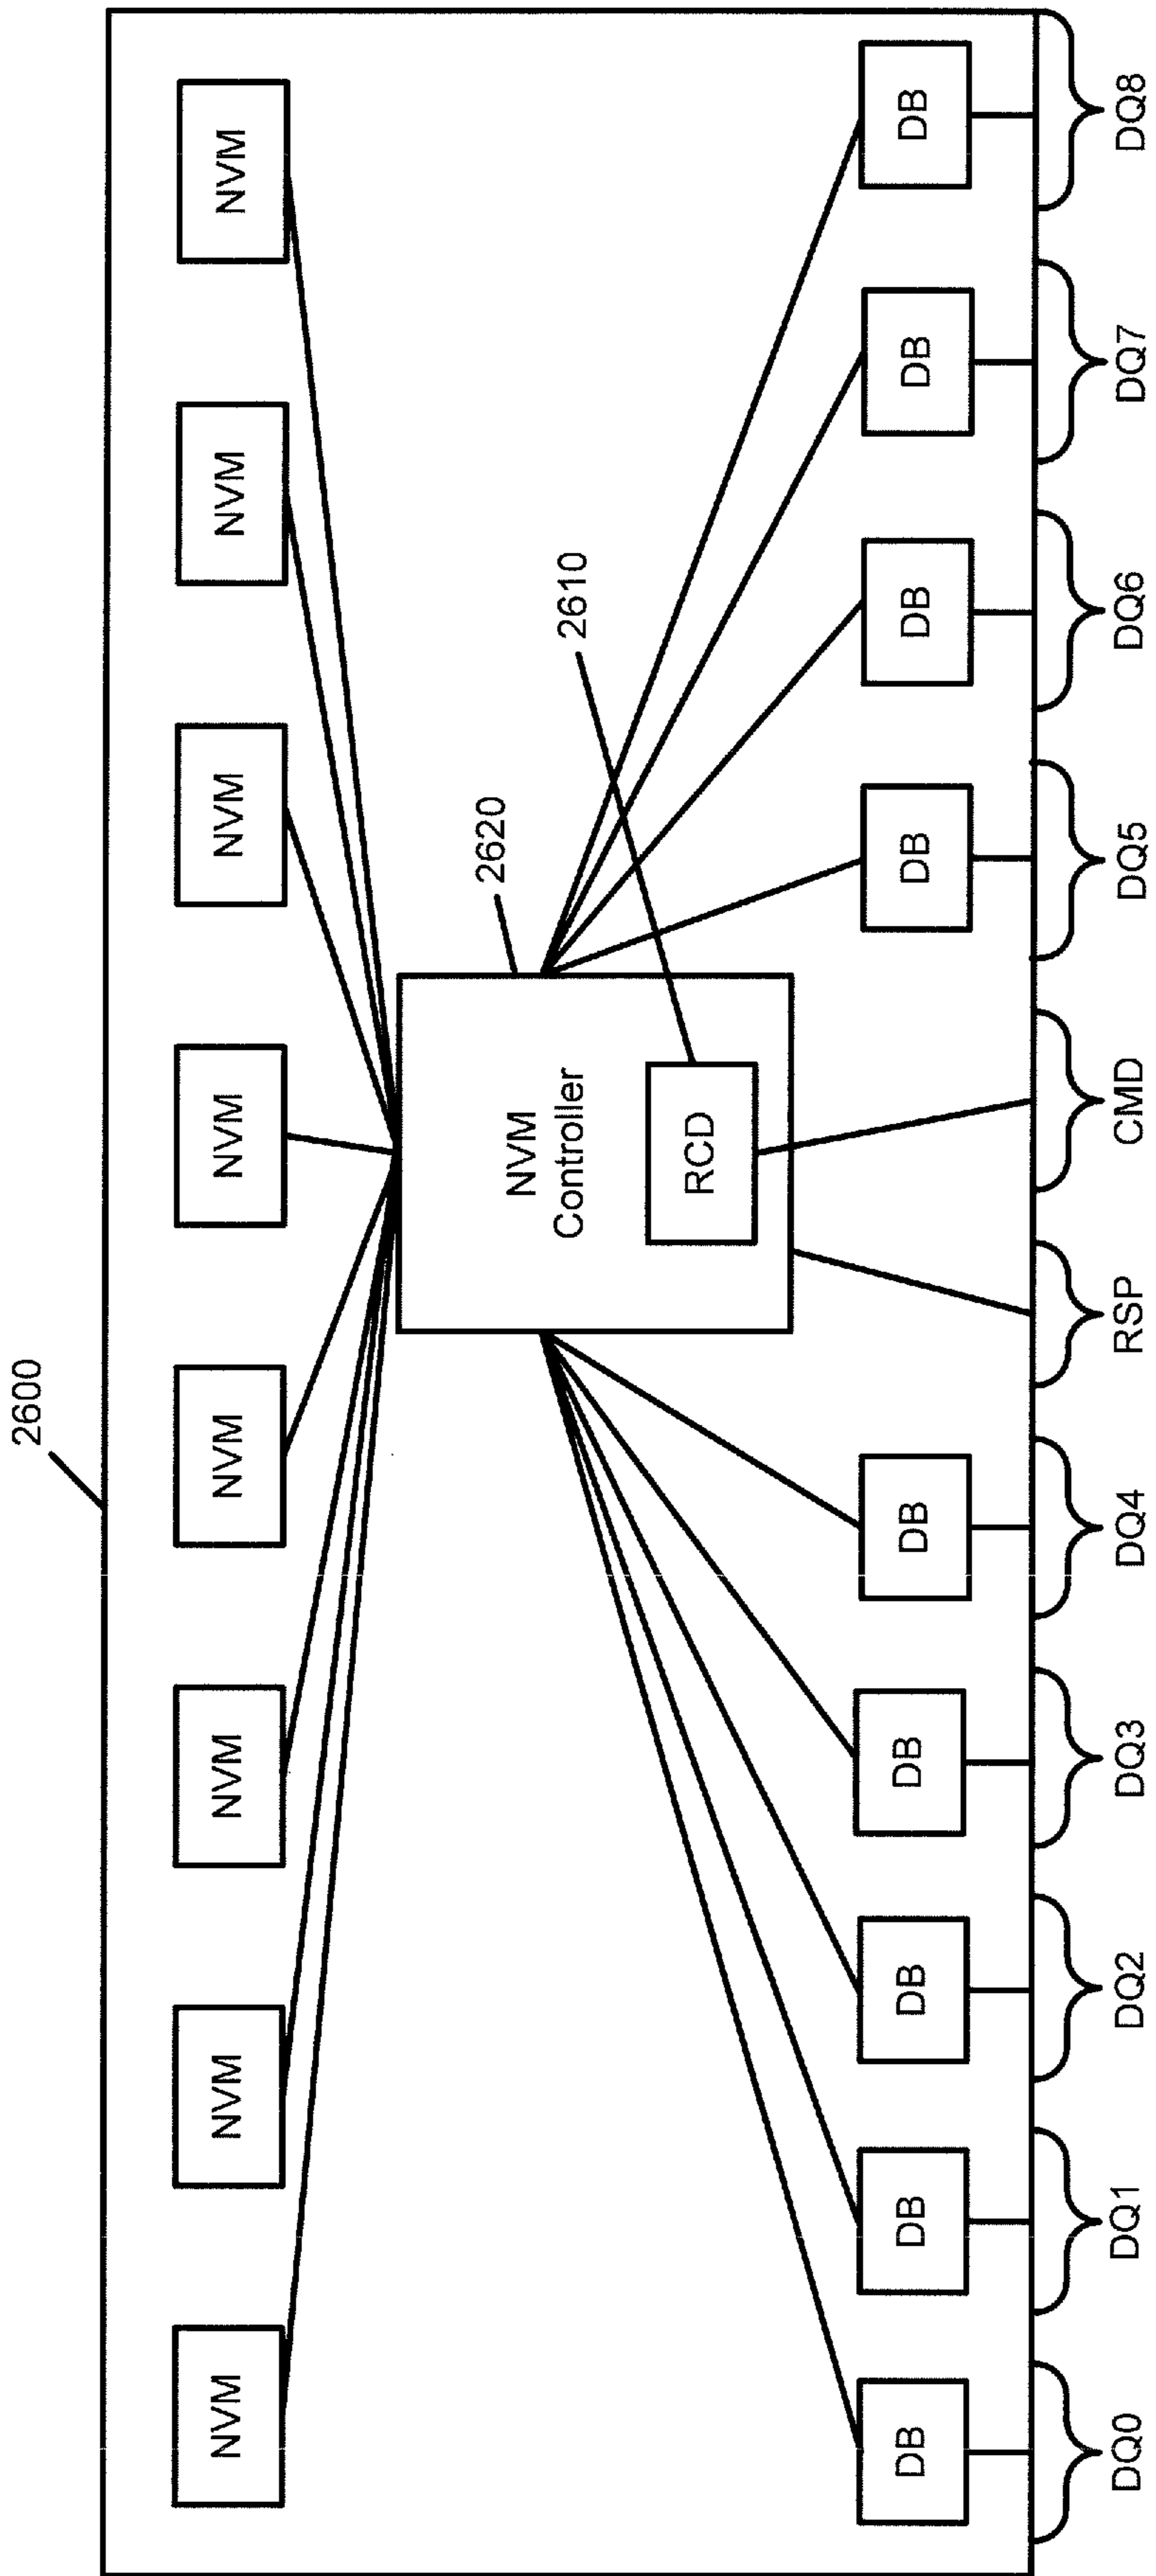 2600
NVM
NVM
NVM
NVM
NVM
NVM
NVM
NVM
2620
NVM
Controller
2610
RCD
DB
DB
DB
DB
DB
DB
DB
DB
DB
DQ0
DQ1
DQ2
DQ3
DQ4
RSP
CMD
DQ5
DQ6
DQ7
DQ8